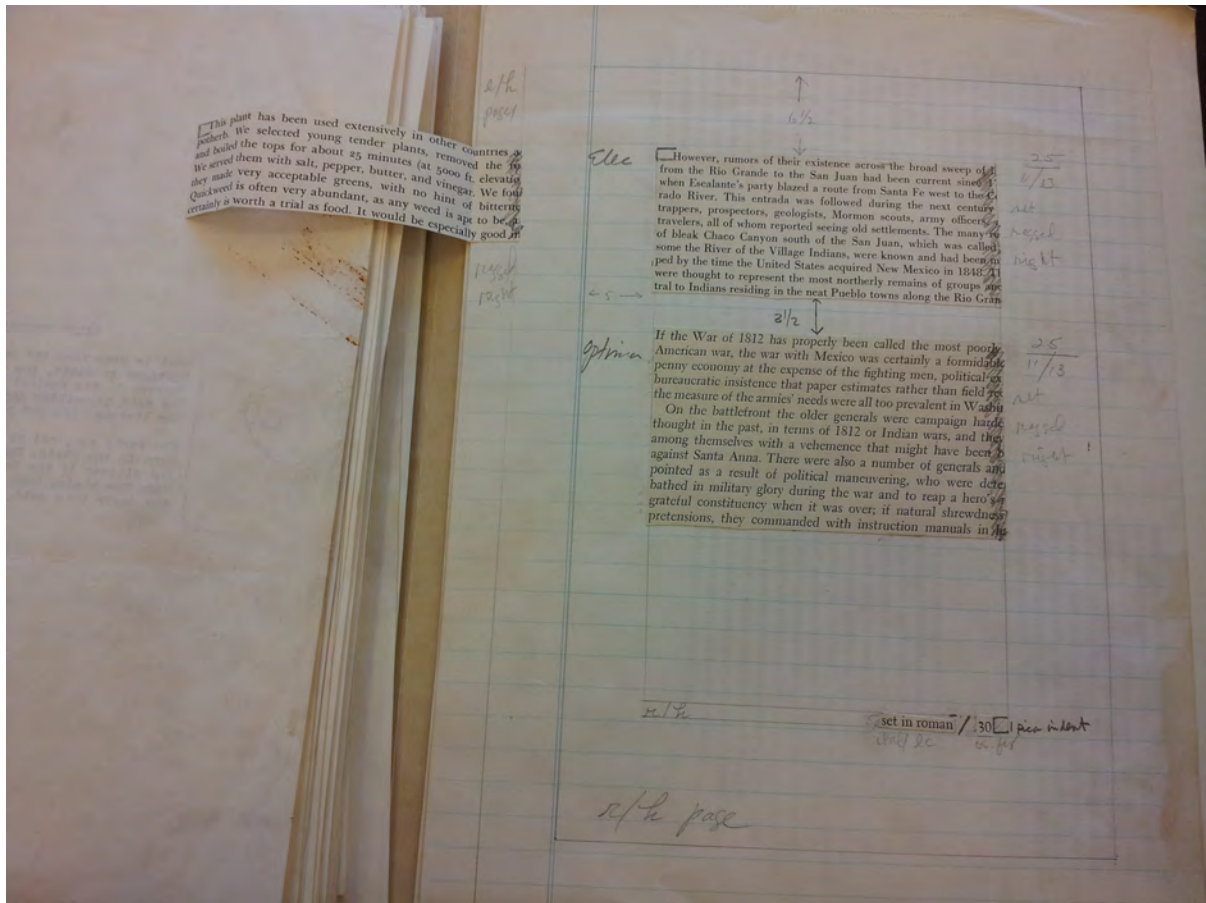 This plant has been used extensively in other countries
potherb. We selected young tender plants, removed the
and boiled the tops for about 25 minutes (at 5000 ft.
We served them with salt, pepper, butter, and vinegar. We
they made very acceptable greens, with no hint of
Quickweed is often very abundant, as any weed is apt to be,
certainly is worth a trial as food. It would be especially good
l/h
page
ragged
right
6 1/2
Elec
However, rumors of their existence across the broad sweep of
from the Rio Grande to the San Juan had been current since
when Escalante's party blazed a route from Santa Fe west to the
rado River. This entrada was followed during the next century
trappers, prospectors, geologists, Mormon scouts, army officers,
travelers, all of whom reported seeing old settlements. The many
of bleak Chaco Canyon south of the San Juan, which was called
some the River of the Village Indians, were known and had been
ped by the time the United States acquired New Mexico in 1848.
were thought to represent the most northerly remains of groups
tral to Indians residing in the neat Pueblo towns along the Rio Gran
25
11/13
set
ragged
right
5
3 1/2
Optima
If the War of 1812 has properly been called the most
American war, the war with Mexico was certainly a
penny economy at the expense of the fighting men, political
bureaucratic insistence that paper estimates rather than field
the measure of the armies' needs were all too prevalent in Washi
On the battlefront the older generals were campaign
thought in the past, in terms of 1812 or Indian wars, and they
among themselves with a vehemence that might have been
against Santa Anna. There were also a number of generals
pointed as a result of political maneuvering, who were
bathed in military glory during the war and to reap a hero's
grateful constituency when it was over; if natural
pretensions, they commanded with instruction manuals in
25
11/13
set
ragged
right
r/h
set in roman / .30 1 pica indent
r/h page